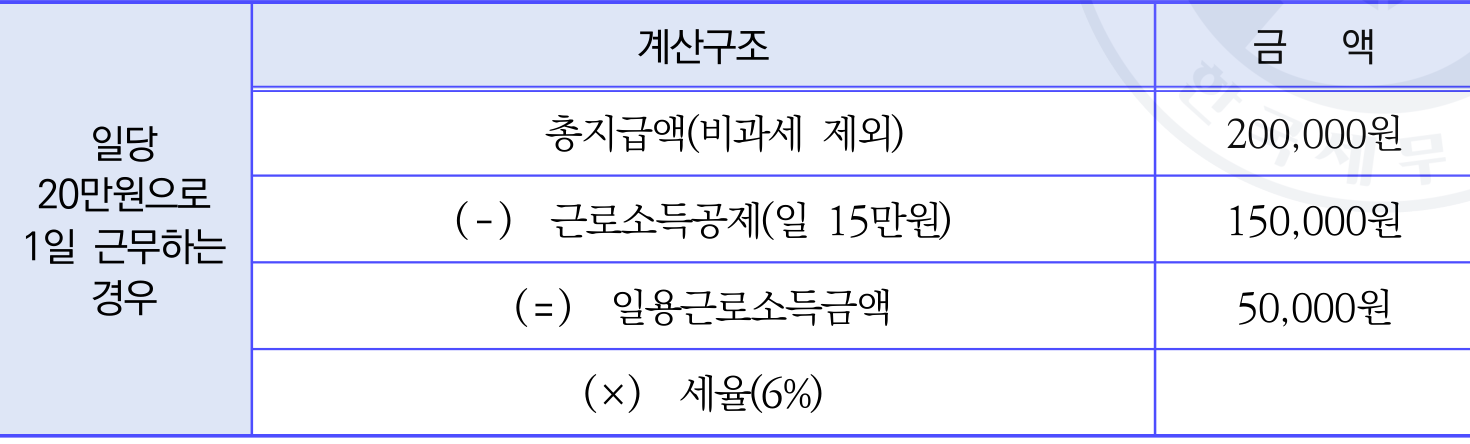 계산구조
금 액
일당
20만원으로
1일 근무하는
경우
총지급액(비과세 제외)
200,000원
(-) 근로소득공제(일 15만원)
150,000원
(=) 일용근로소득금액
50,000원
(×) 세율(6%)